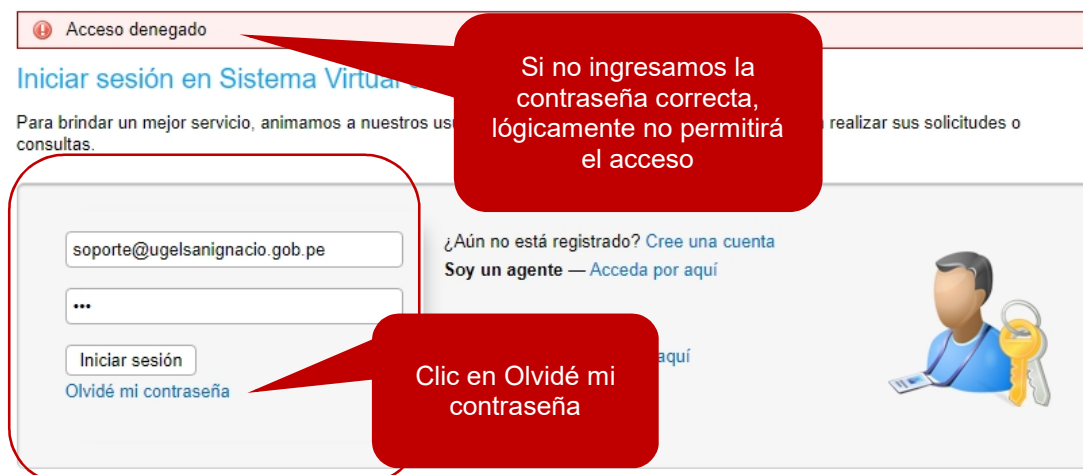 Acceso denegado
Si no ingresamos la
contraseña correcta,
lógicamente no permitirá
el acceso
Iniciar sesión en Sistema Virtual
Para brindar un mejor servicio, animamos a nuestros
realizar sus solicitudes o
consultas.
soporte@ugelsanignacio.gob.pe
¿Aún no está registrado? Cree una cuenta
Soy un agente — Acceda por aquí
•••
Iniciar sesión
aquí
Olvidé mi contraseña
Clic en Olvidé mi
contraseña